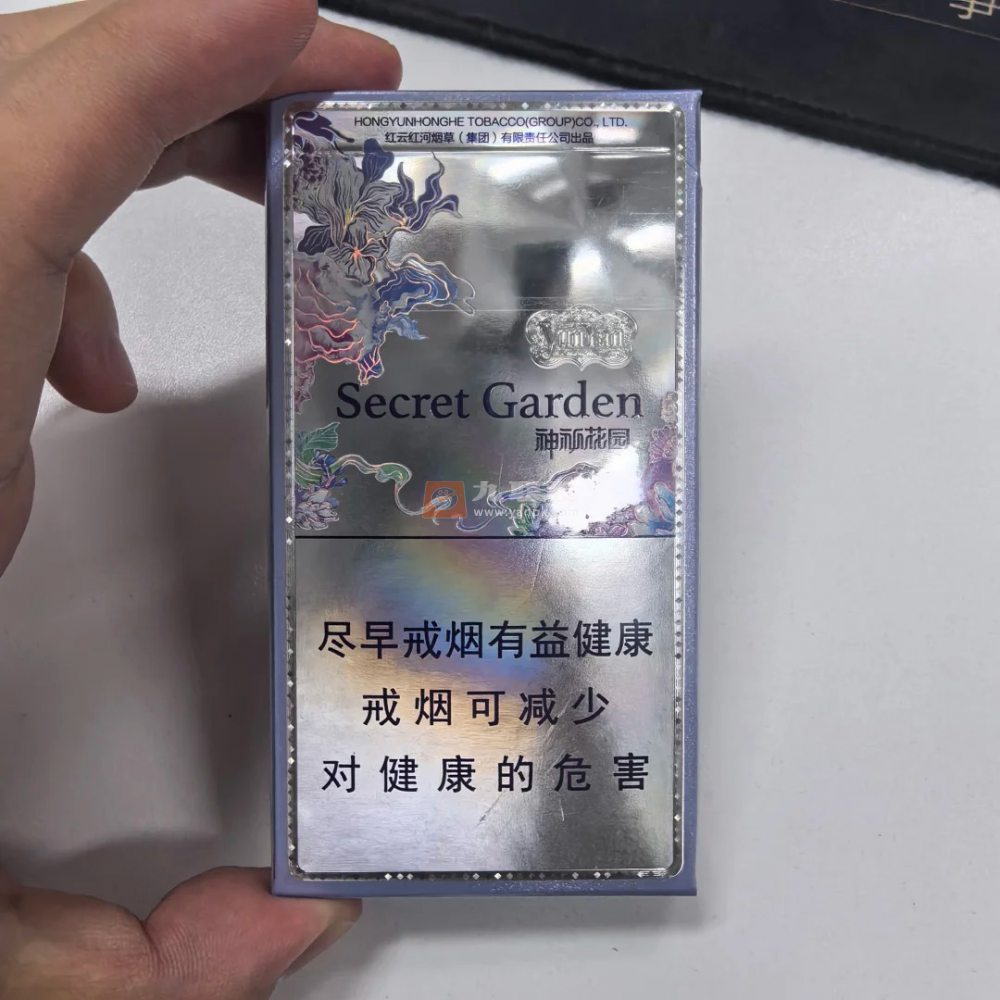 HONGYUNHONGHE TOBACCO(GROUP)CO., LTD.
红云红河烟草（集团）有限责任公司出品
Secret Garden
神秘花园
尽早戒烟有益健康
戒烟可减少
对健康的危害